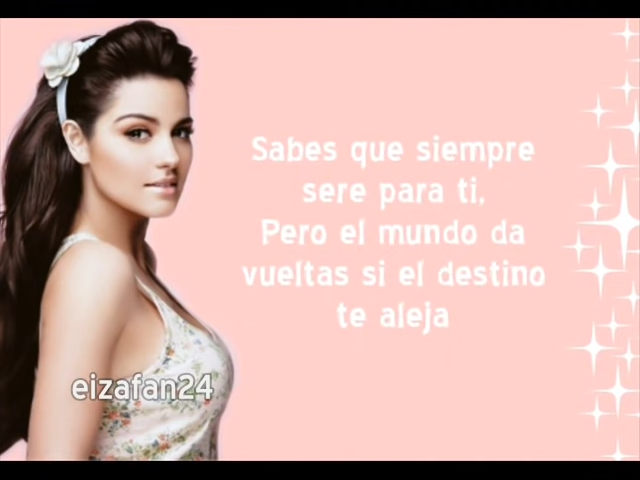 Sabes que siempre
sere para ti,
Pero el mundo da
vueltas si el destino
te aleja
eizafan24